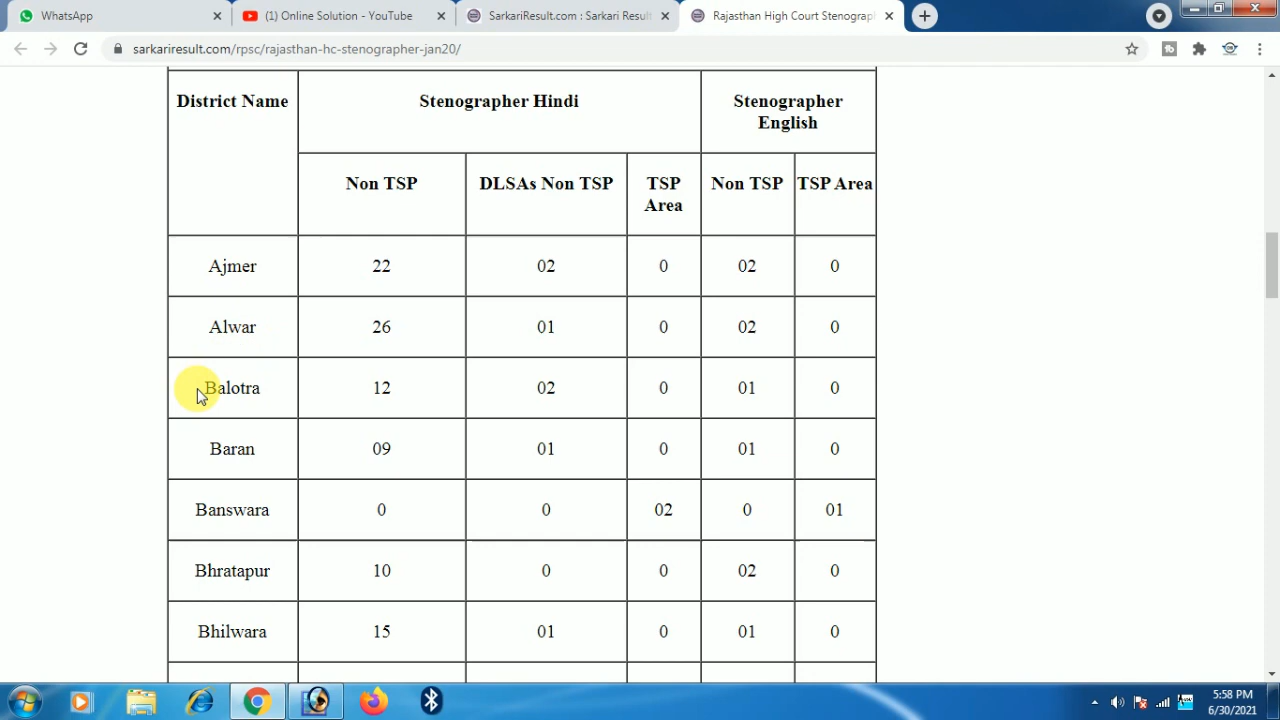 WhatsApp
(1) Online Solution - YouTube
SarkariResult.com : Sarkari Result
Rajasthan High Court Stenograph
sarkariresult.com/rpsc/rajasthan-hc-stenographer-jan20/
District Name Stenographer Hindi Stenographer
English
Non TSP DLSAs Non TSP TSP
Area Non TSP TSP Area
Ajmer 22 02 0 02 0
Alwar 26 01 0 02 0
Balotra 12 02 0 01 0
Baran 09 01 0 01 0
Banswara 0 0 02 0 01
Bhratapur 10 0 0 02 0
Bhilwara 15 01 0 01 0
5:58 PM
6/30/2021